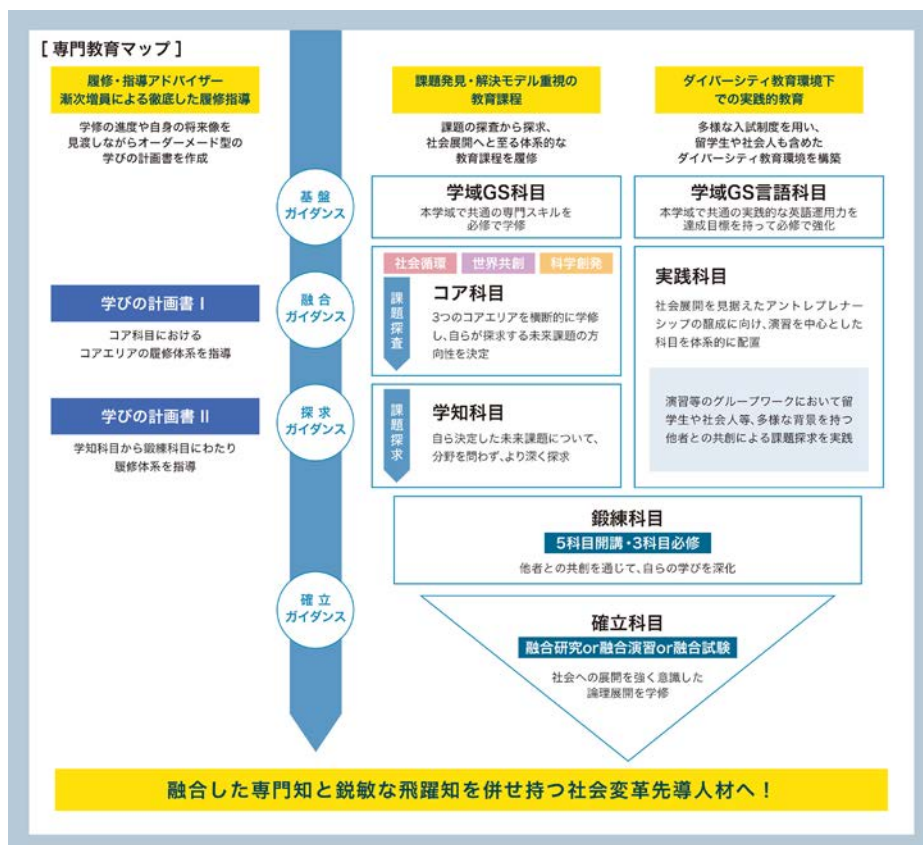 [ 専門教育マップ ]
履修・指導アドバイザー
漸次増員による徹底した履修指導
学修の進度や自身の将来像を
見渡しながらオーダーメード型の
学びの計画書を作成
課題発見・解決モデル重視の
教育課程
課題の探査から探求、
社会展開へと至る体系的な
教育課程を履修
ダイバーシティ教育環境下
での実践的教育
多様な入試制度を用い、
留学生や社会人も含めた
ダイバーシティ教育環境を構築
基盤
ガイダンス
学域GS科目
本学域で共通の専門スキルを
必修で学修
学域GS言語科目
本学域で共通の実践的な英語運用力を
達成目標を持って必修で強化
学びの計画書 I
コア科目における
コアエリアの履修体系を指導
融合
ガイダンス
社会循環
世界共創
科学創発
課題探査
コア科目
3つのコアエリアを横断的に学修
し、自らが探求する未来課題の方
向性を決定
実践科目
社会展開を見据えたアントレプレナー
シップの醸成に向け、演習を中心とした
科目を体系的に配置
演習等のグループワークにおいて留
学生や社会人等、多様な背景を持つ
他者との共創による課題探求を実践
学びの計画書 II
学知科目から鍛練科目にわたり
履修体系を指導
探求
ガイダンス
課題探求
学知科目
自ら決定した未来課題について、
分野を問わず、より深く探求
鍛練科目
5科目開講・3科目必修
他者との共創を通じて、自らの学びを深化
確立
ガイダンス
確立科目
融合研究or融合演習or融合試験
社会への展開を強く意識した
論理展開を学修
融合した専門知と鋭敏な飛躍知を併せ持つ社会変革先導人材へ！